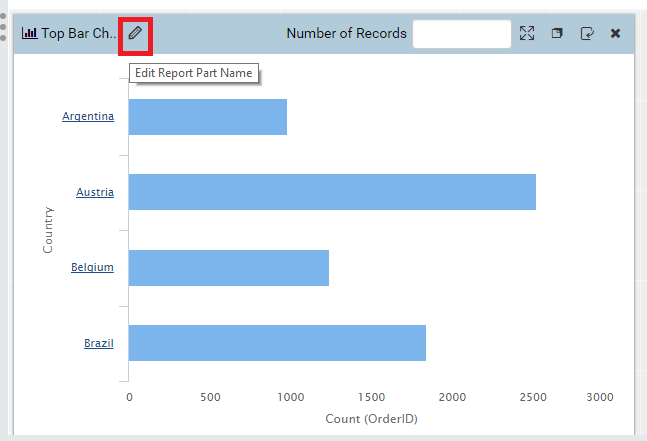 Top Bar Ch... Number of Records
Edit Report Part Name
Argentina
Austria
Belgium
Brazil
Country
0 500 1000 1500 2000 2500 3000
Count (OrderID)